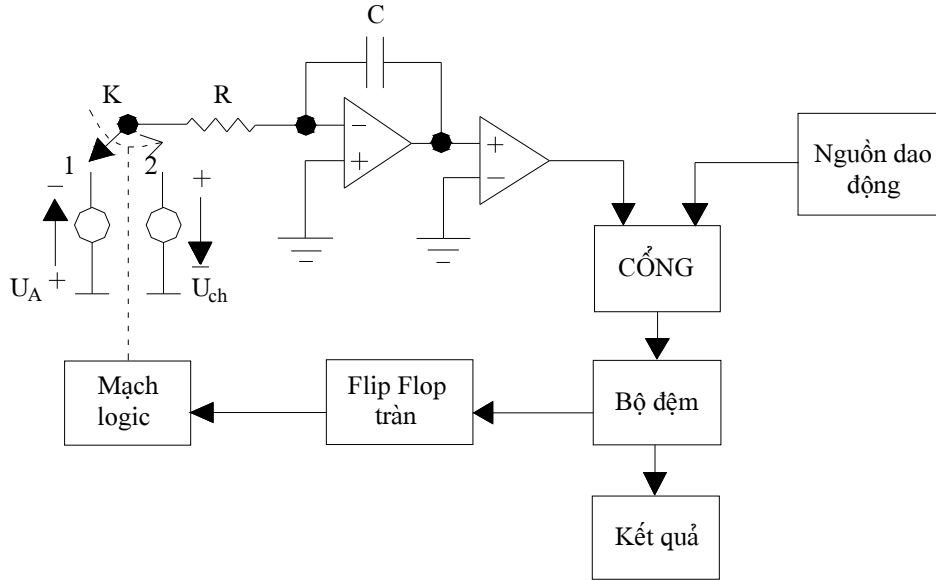 C
K
R
Nguồn dao
động
1
2
−
+
−
+
+
−
CỔNG
U_A
+
−
U_ch
Mạch
logic
Flip Flop
tràn
Bộ đệm
Kết quả